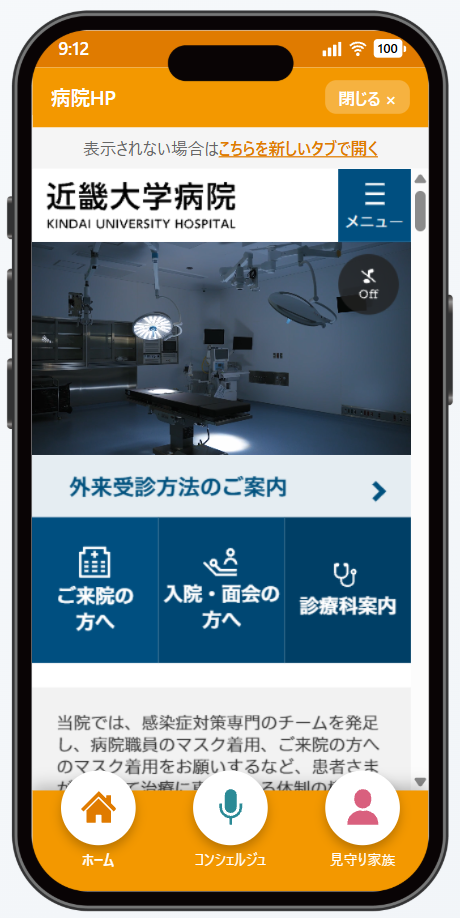 9:12
100
病院HP
閉じる ×
表示されない場合はこちらを新しいタブで開く
近畿大学病院
KINDAI UNIVERSITY HOSPITAL
メニュー
Off
外来受診方法のご案内
ご来院の
方へ
入院・面会の
方へ
診療科案内
当院では、感染症対策専門のチームを発足
し、病院職員のマスク着用、ご来院の方へ
のマスク着用をお願いするなど、患者さま
ホーム
コンシェルジュ
見守り家族